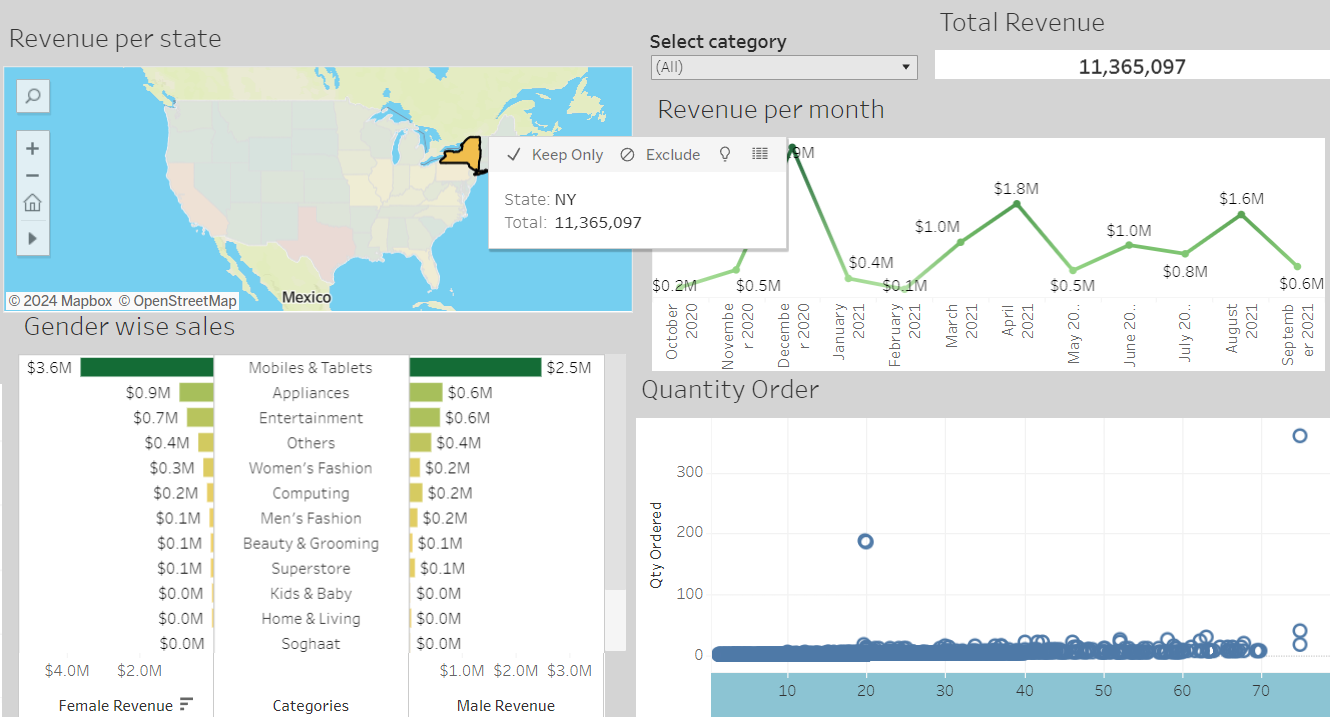 Revenue per state
© 2024 Mapbox © OpenStreetMap
Mexico
Select category
(All)
Total Revenue
11,365,097
Keep Only Exclude
State: NY
Total: 11,365,097
Revenue per month
$0.2M
$0.5M
9M
$0.4M
$0.1M
$1.0M
$1.8M
$0.5M
$1.0M
$0.8M
$1.6M
$0.6M
October 2020
Novembe r 2020
Decembe r 2020
January 2021
February 2021
March 2021
April 2021
May 20..
June 20..
July 20..
August 2021
Septemb er 2021
Gender wise sales
$3.6M Mobiles & Tablets $2.5M
$0.9M Appliances $0.6M
$0.7M Entertainment $0.6M
$0.4M Others $0.4M
$0.3M Women's Fashion $0.2M
$0.2M Computing $0.2M
$0.1M Men's Fashion $0.2M
$0.1M Beauty & Grooming $0.1M
$0.1M Superstore $0.1M
$0.0M Kids & Baby $0.0M
$0.0M Home & Living $0.0M
$0.0M Soghaat $0.0M
$4.0M $2.0M $1.0M $2.0M $3.0M
Female Revenue Categories Male Revenue
Quantity Order
Qty Ordered
300
200
100
0
10 20 30 40 50 60 70